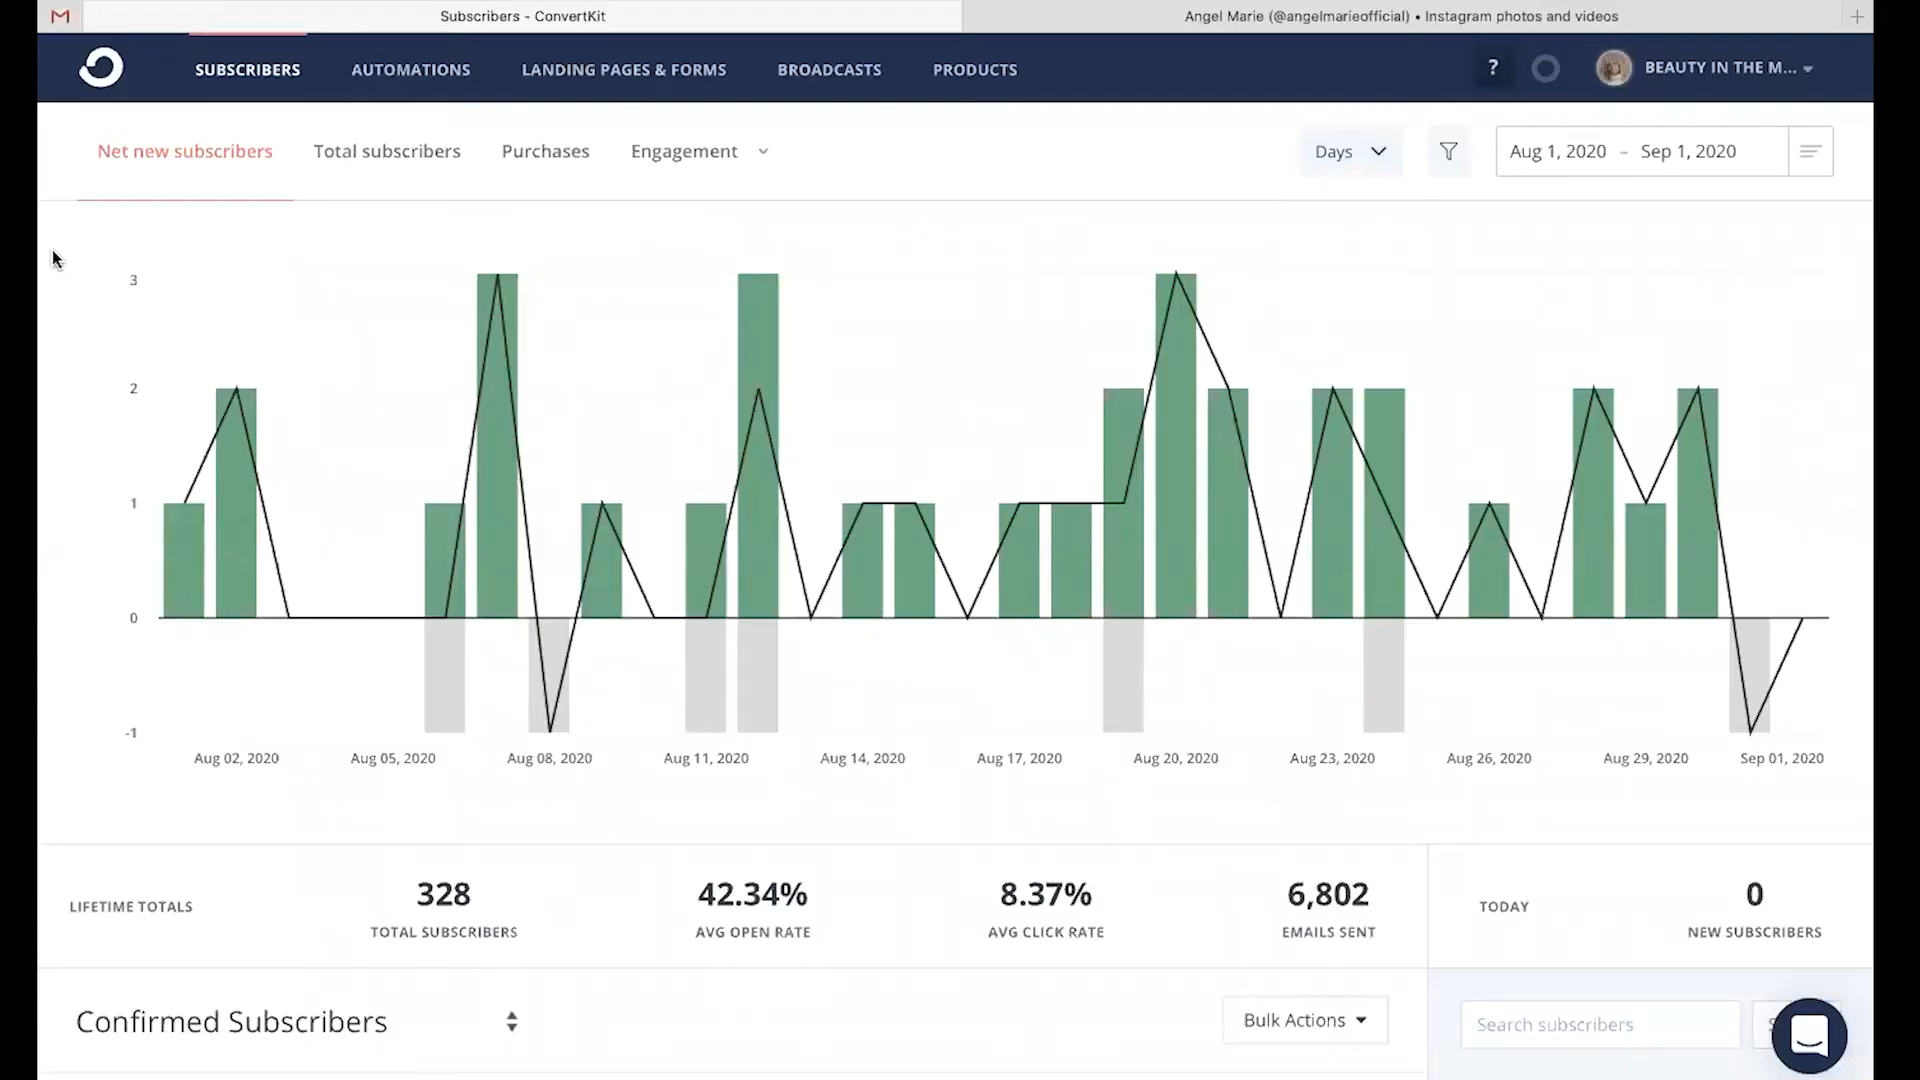 Subscribers - ConvertKit
Angel Marie (@angelmarieofficial) • Instagram photos and videos
SUBSCRIBERS
AUTOMATIONS
LANDING PAGES & FORMS
BROADCASTS
PRODUCTS
?
BEAUTY IN THE M...
Net new subscribers
Total subscribers
Purchases
Engagement
Days
Aug 1, 2020 – Sep 1, 2020
3
2
1
0
-1
Aug 02, 2020
Aug 05, 2020
Aug 08, 2020
Aug 11, 2020
Aug 14, 2020
Aug 17, 2020
Aug 20, 2020
Aug 23, 2020
Aug 26, 2020
Aug 29, 2020
Sep 01, 2020
LIFETIME TOTALS
328
TOTAL SUBSCRIBERS
42.34%
AVG OPEN RATE
8.37%
AVG CLICK RATE
6,802
EMAILS SENT
TODAY
0
NEW SUBSCRIBERS
Confirmed Subscribers
Bulk Actions
Search subscribers